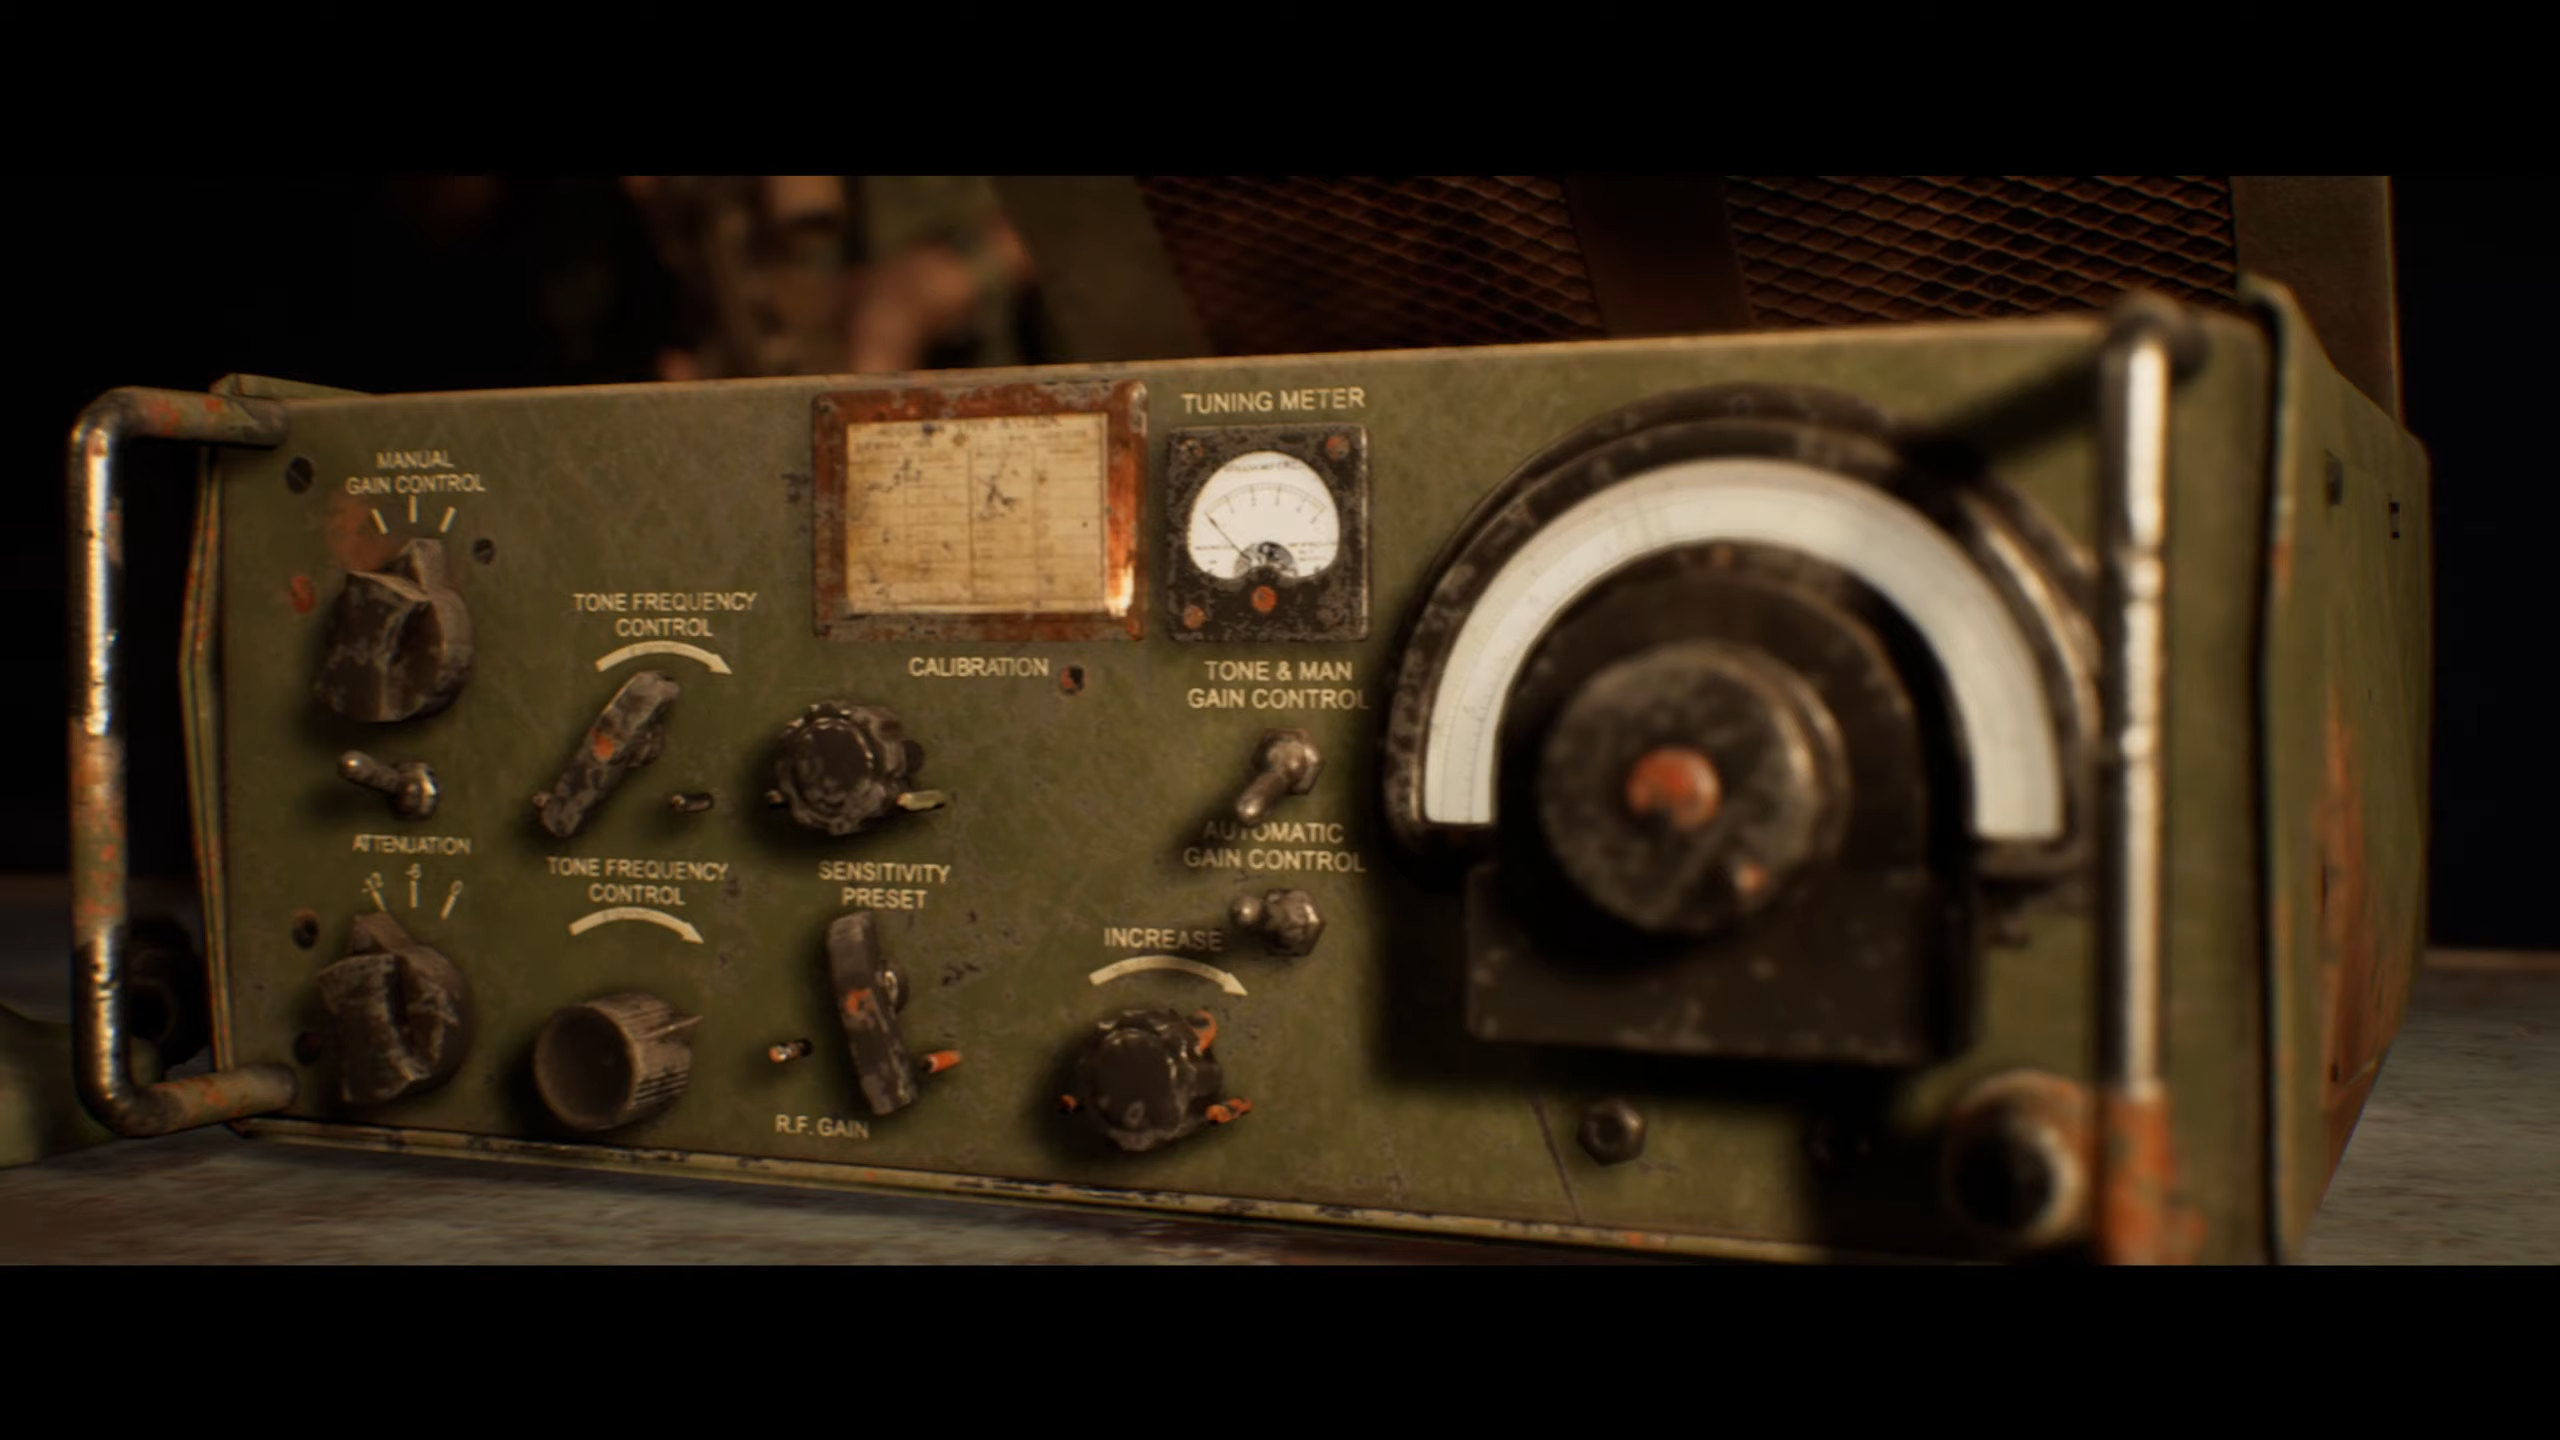 MANUAL
GAIN CONTROL
TONE FREQUENCY
CONTROL
CALIBRATION
TUNING METER
TONE & MAN
GAIN CONTROL
ATTENUATION
TONE FREQUENCY
CONTROL
SENSITIVITY
PRESET
AUTOMATIC
GAIN CONTROL
INCREASE
R.F. GAIN